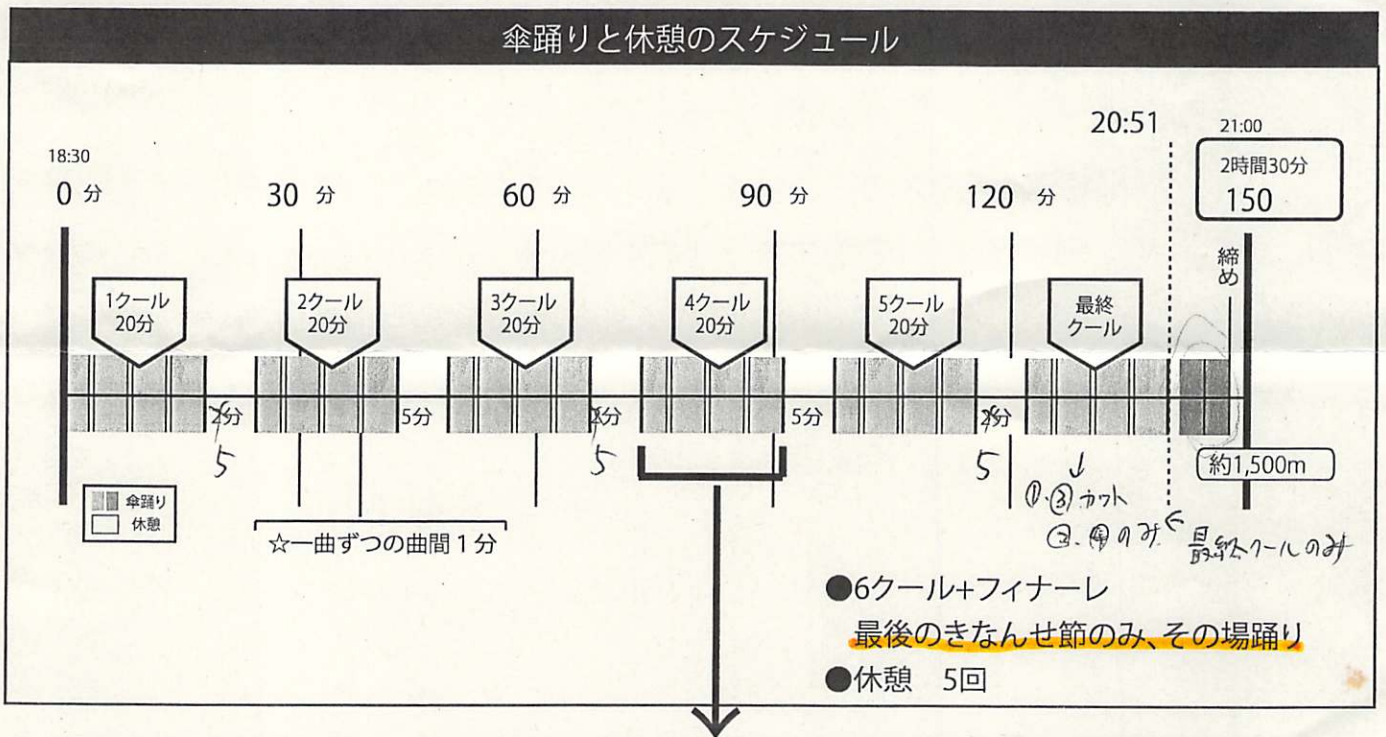 傘踊りと休憩のスケジュール
20:51
21:00
18:30
2時間30分
150
0 分
30 分
60 分
90 分
120 分
締め
1クール
20分
2クール
20分
3クール
20分
4クール
20分
5クール
20分
最終
クール
2分
5分
2分
5分
2分
5
5
5
約1,500m
傘踊り
休憩
☆一曲ずつの曲間1分
①.③カット
②.④のみ
最終クールのみ
●6クール+フィナーレ
最後のきなんせ節のみ、その場踊り
●休憩 5回